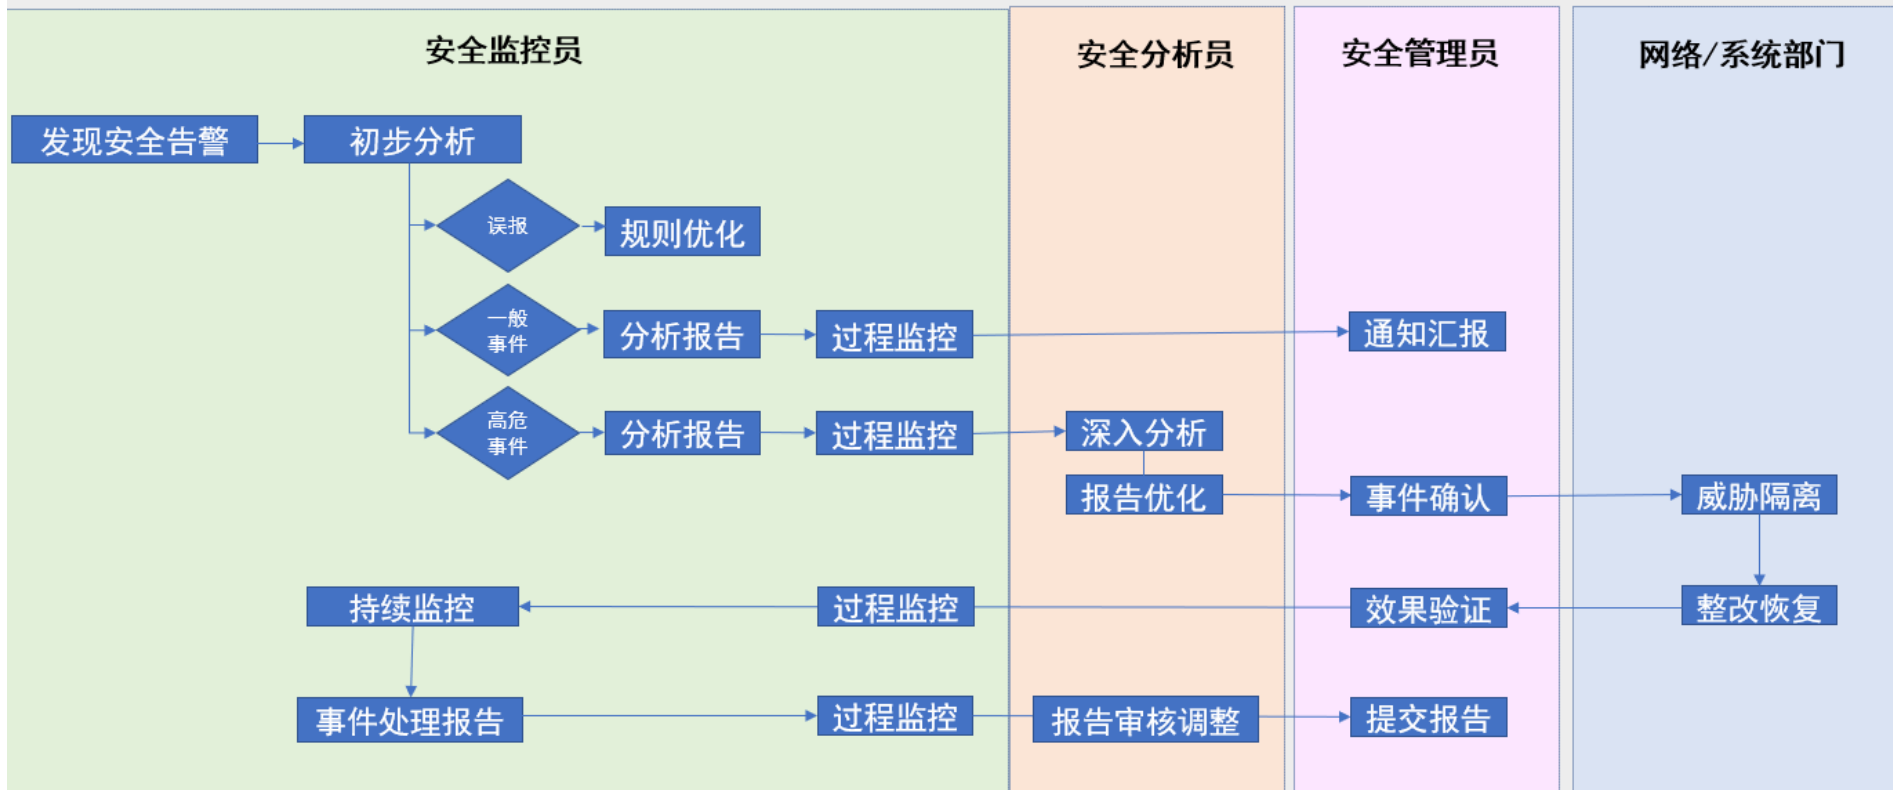 安全监控员
安全分析员
安全管理员
网络/系统部门
发现安全告警
初步分析
误报
规则优化
一般
事件
分析报告
过程监控
通知汇报
高危
事件
分析报告
过程监控
深入分析
报告优化
事件确认
威胁隔离
持续监控
过程监控
效果验证
整改恢复
事件处理报告
过程监控
报告审核调整
提交报告